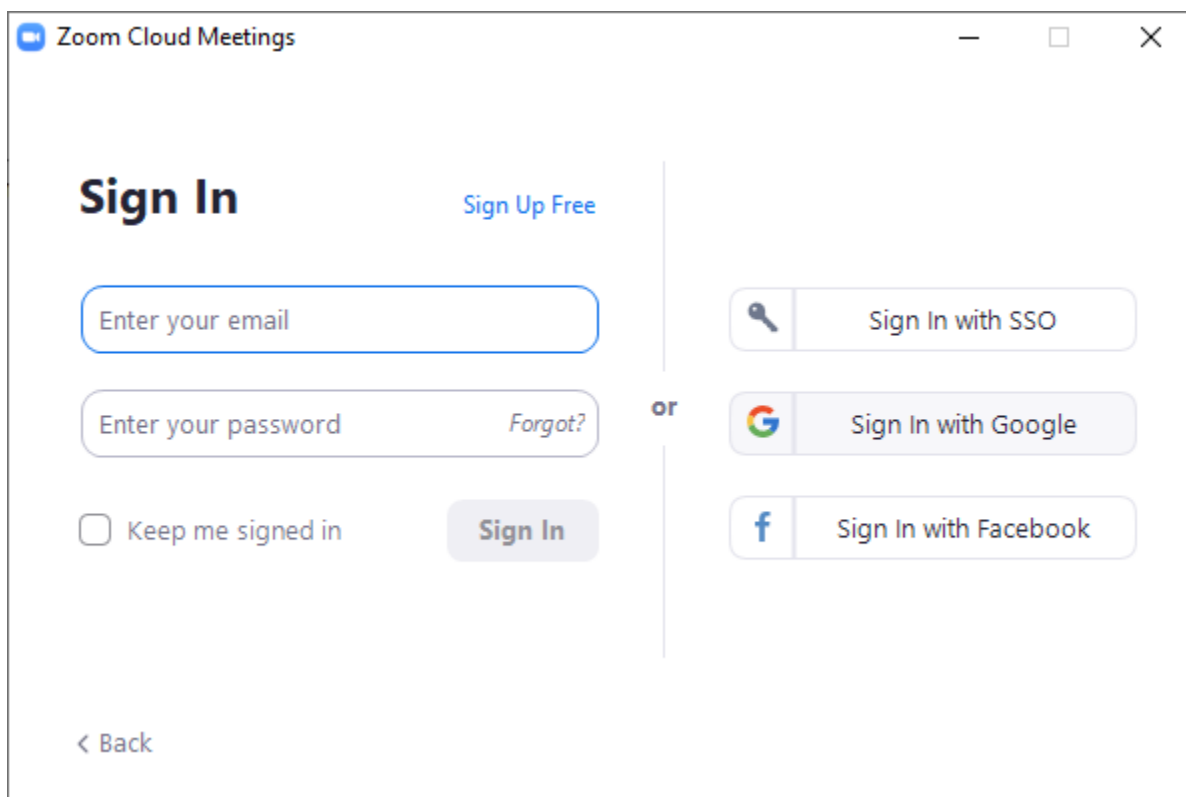 Zoom Cloud Meetings
Sign In
Sign Up Free
Enter your email
Enter your password
Forgot?
Keep me signed in
Sign In
or
Sign In with SSO
Sign In with Google
Sign In with Facebook
Back